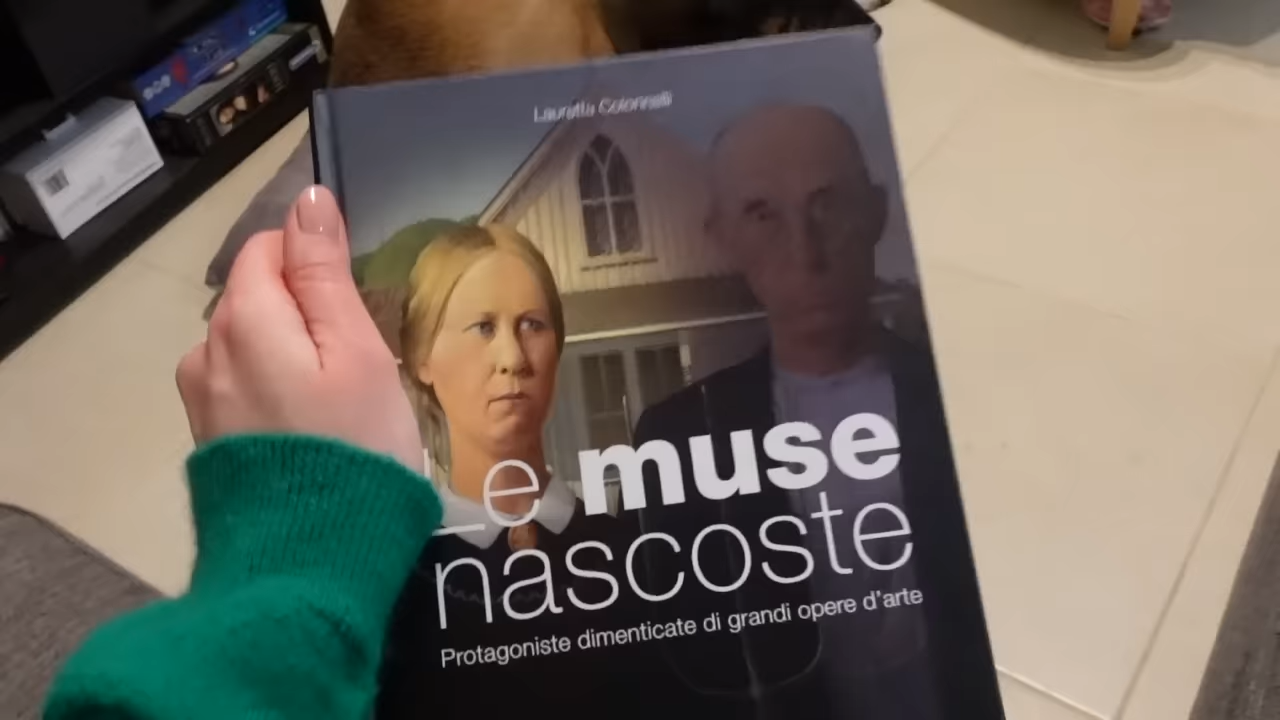 Lauretta Colonnelli
Le muse
nascoste
Protagoniste dimenticate di grandi opere d'arte